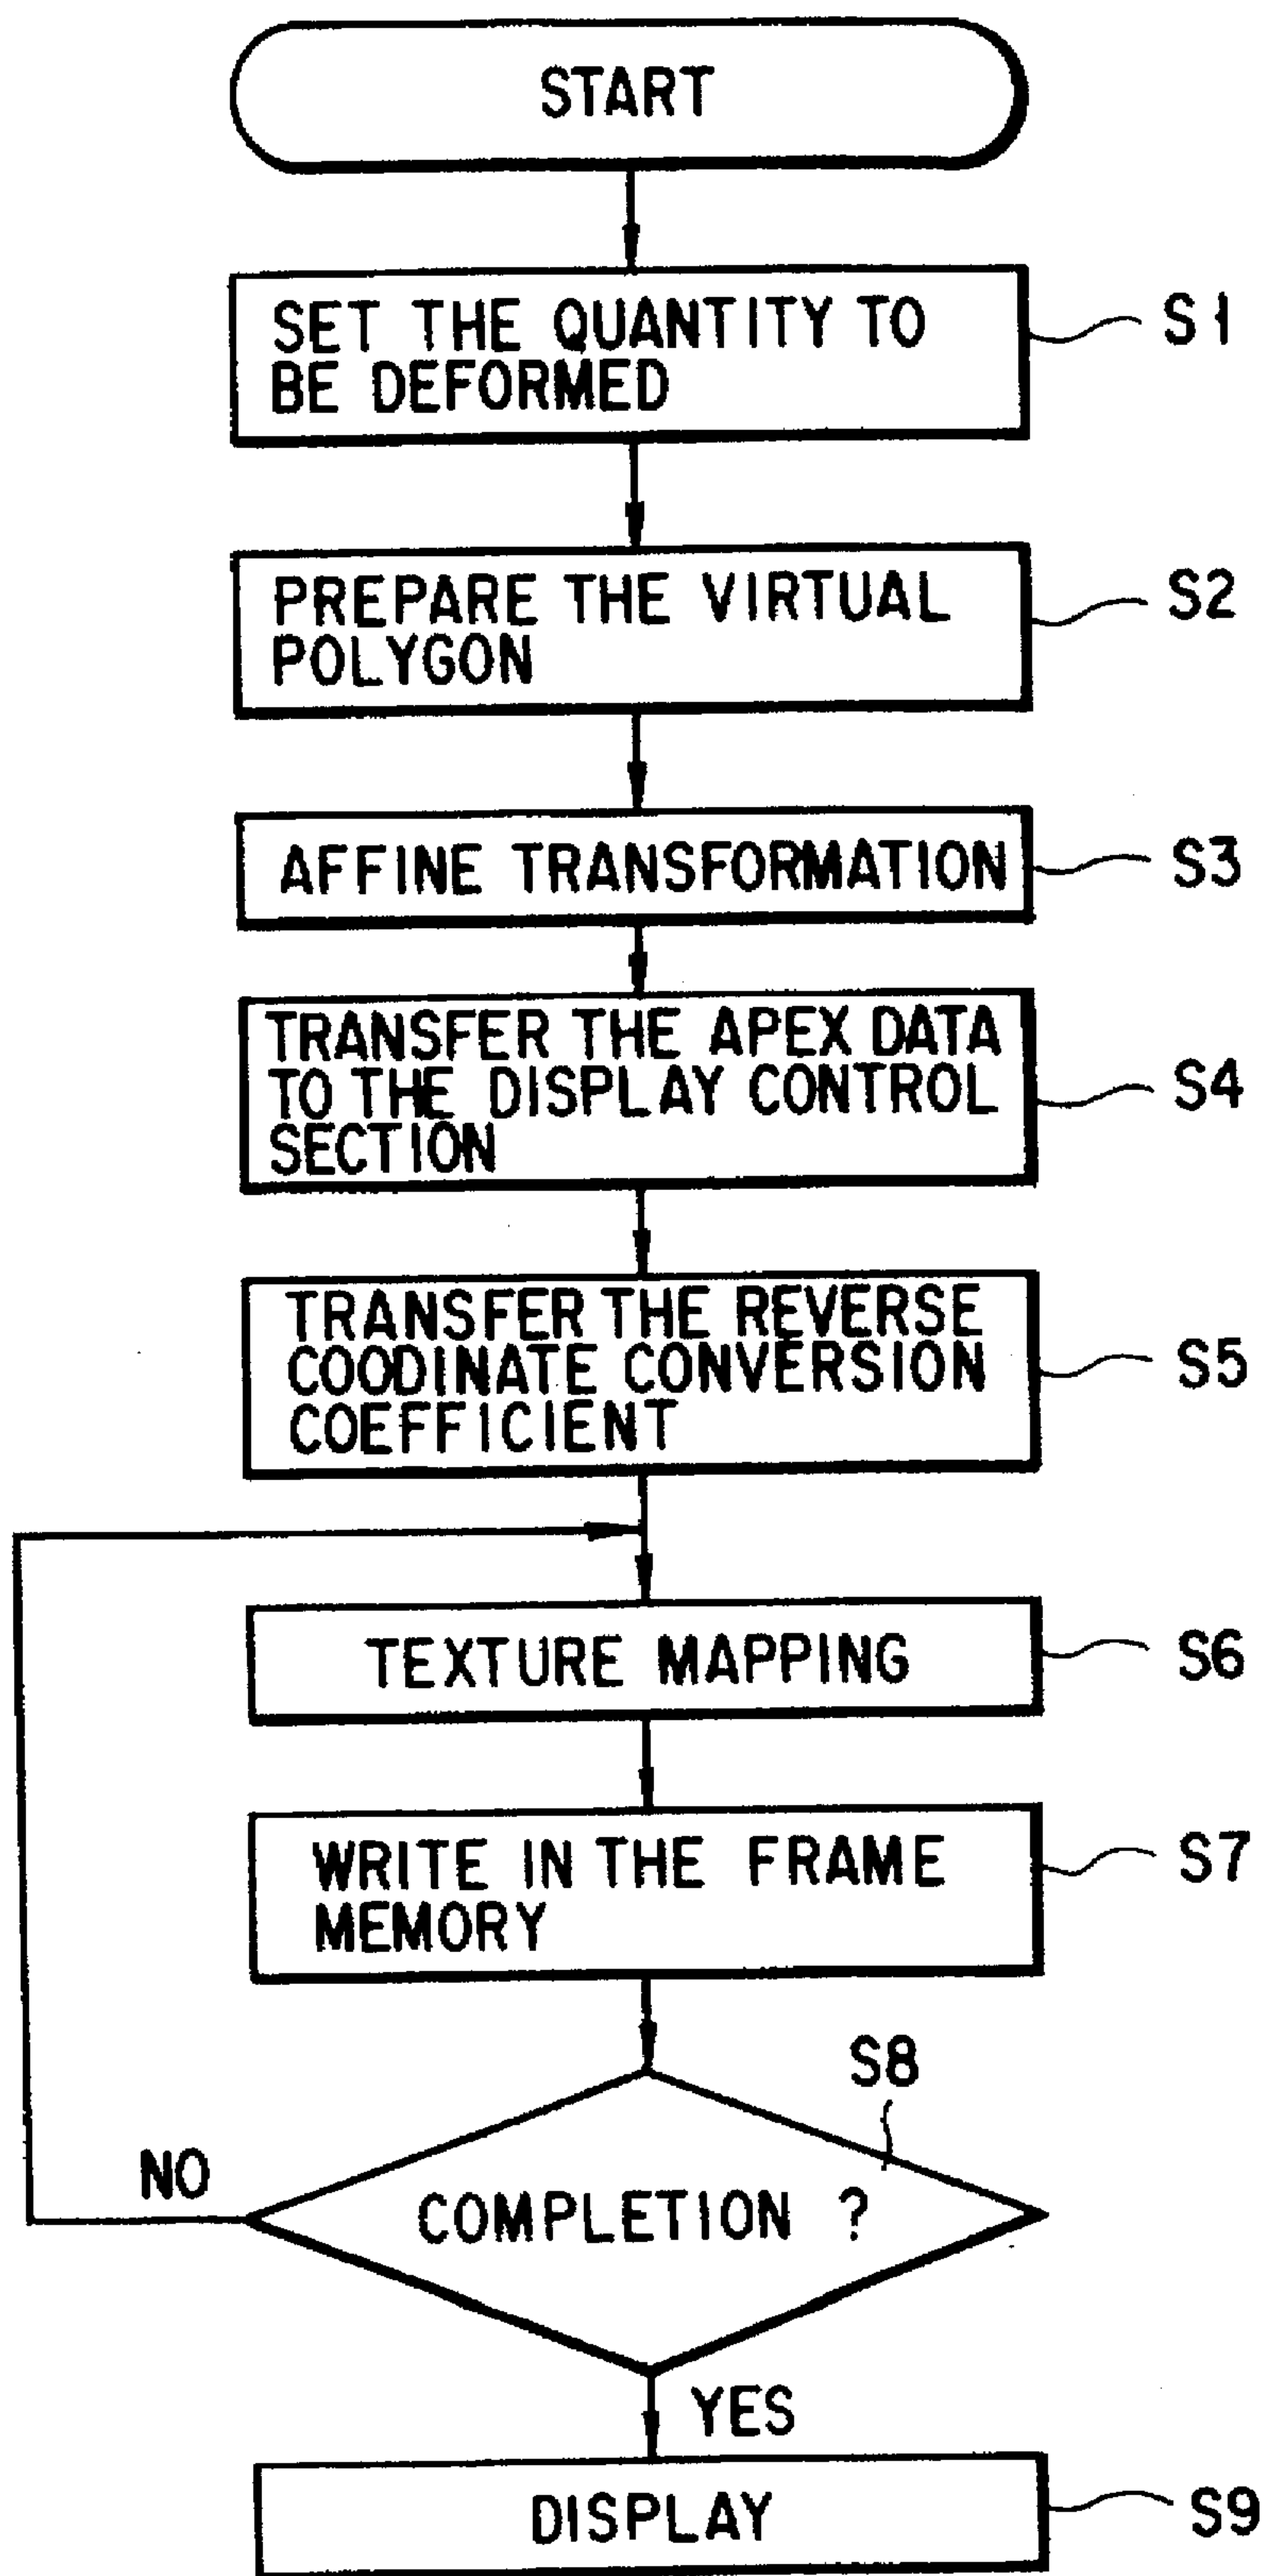 START
SET THE QUANTITY TO
BE DEFORMED
S1
PREPARE THE VIRTUAL
POLYGON
S2
AFFINE TRANSFORMATION
S3
TRANSFER THE APEX DATA
TO THE DISPLAY CONTROL
SECTION
S4
TRANSFER THE REVERSE
COODINATE CONVERSION
COEFFICIENT
S5
TEXTURE MAPPING
S6
WRITE IN THE FRAME
MEMORY
S7
S8
NO
COMPLETION ?
YES
DISPLAY
S9